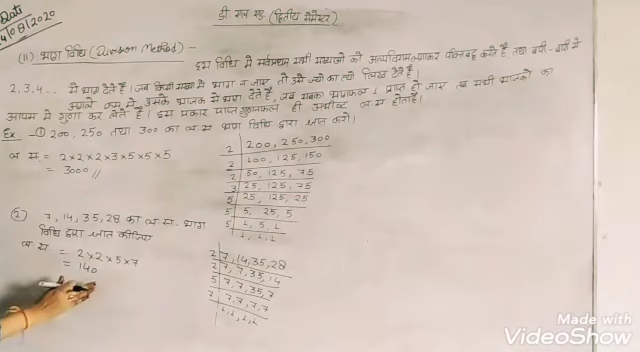 Date
14/08/2020
डी एल एड (द्वितीय सेमेस्टर)
(ii) भाग विधि (Division Method) -
इस विधि में सर्वप्रथम सभी संख्याओं को अल्पविराम लगाकर पंक्तिबद्ध करते है तथा बारी-बारी से
2,3,4.. से भाग देते हैं। जब किसी संख्या में भाग न जाए तो उसे ज्यों का त्यों लिख देते हैं।
अगले क्रम में उसके भाजक से भाग देते हैं, जब सबका भागफल 1 प्राप्त हो जाए तब सभी भाजकों का
आपस में गुणा कर लेते हैं। इस प्रकार प्राप्त गुणनफल ही अभीष्ट ल स होता है।
Ex - ① 200, 250 तथा 300 का ल.स भाग विधि द्वारा ज्ञात करो।
ल स = 2×2×2×3×5×5×5
= 3000 //
2 | 200, 250, 300
2 | 100, 125, 150
2 | 50, 125, 75
3 | 25, 125, 75
5 | 25, 125, 25
5 | 5, 25, 5
5 | 1, 5, 1
1, 1, 1
② 7, 14, 35, 28 का ल.स. भाग
विधि द्वारा ज्ञात कीजिए
ल स = 2×2×5×7
= 140
2 | 7, 14, 35, 28
2 | 7, 7, 35, 14
5 | 7, 7, 35, 7
7 | 7, 7, 7, 7
1, 1, 1, 1
Made with
VideoShow